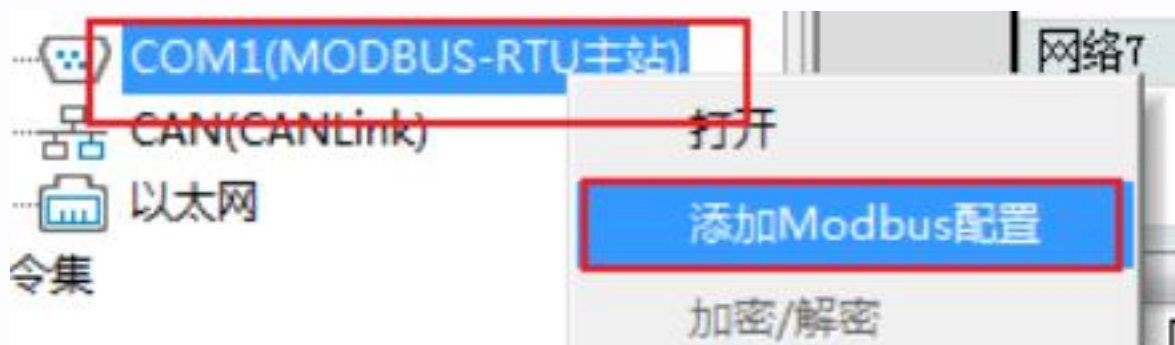 COM1(MODBUS-RTU主站)
网络7
CAN(CANLink)
打开
以太网
添加Modbus配置
令集
加密/解密